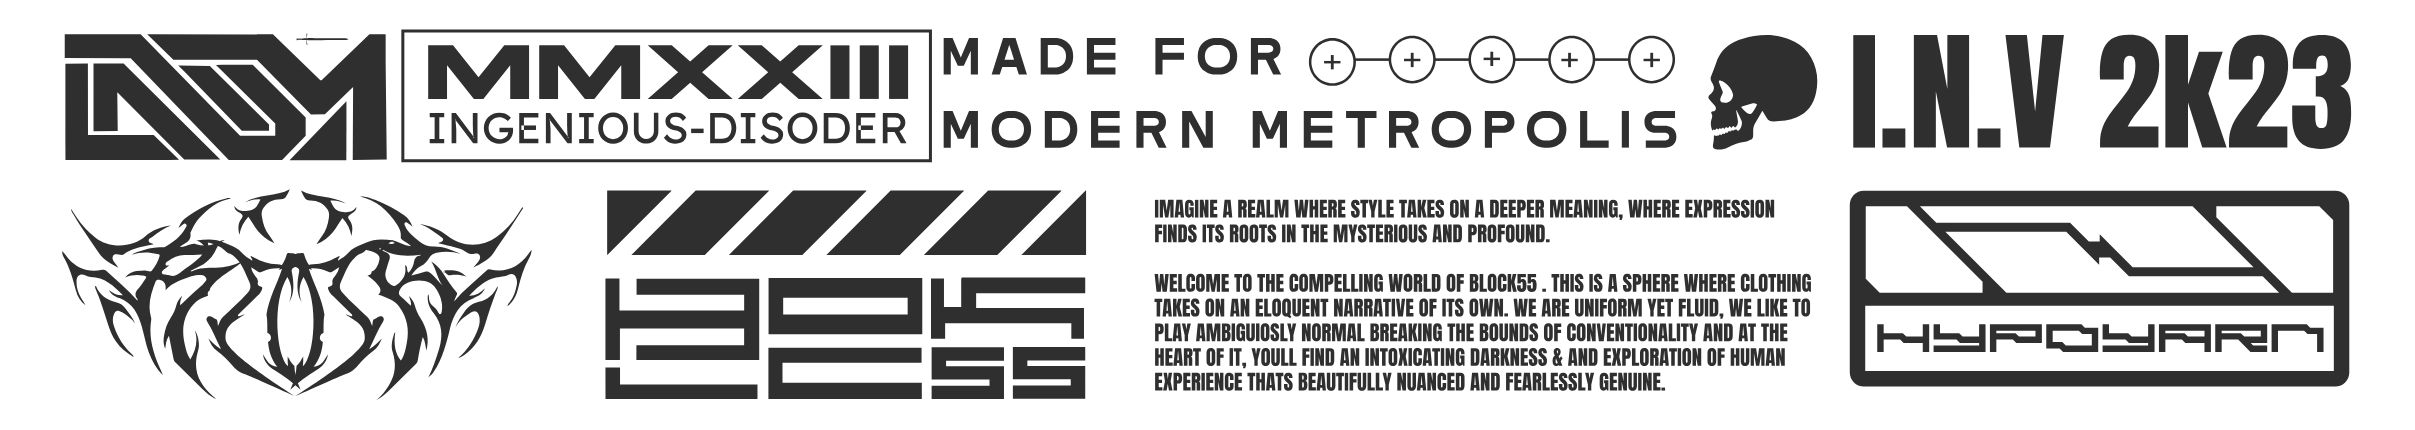 MMXXIII
INGENIOUS-DISODER
MADE FOR
MODERN METROPOLIS
I.N.V 2k23
BLOCK
55
IMAGINE A REALM WHERE STYLE TAKES ON A DEEPER MEANING, WHERE EXPRESSION
FINDS ITS ROOTS IN THE MYSTERIOUS AND PROFOUND.
WELCOME TO THE COMPELLING WORLD OF BLOCK55 . THIS IS A SPHERE WHERE CLOTHING
TAKES ON AN ELOQUENT NARRATIVE OF ITS OWN. WE ARE UNIFORM YET FLUID, WE LIKE TO
PLAY AMBIGUIOSLY NORMAL BREAKING THE BOUNDS OF CONVENTIONALITY AND AT THE
HEART OF IT, YOULL FIND AN INTOXICATING DARKNESS & AND EXPLORATION OF HUMAN
EXPERIENCE THATS BEAUTIFULLY NUANCED AND FEARLESSLY GENUINE.
HYPOYARN